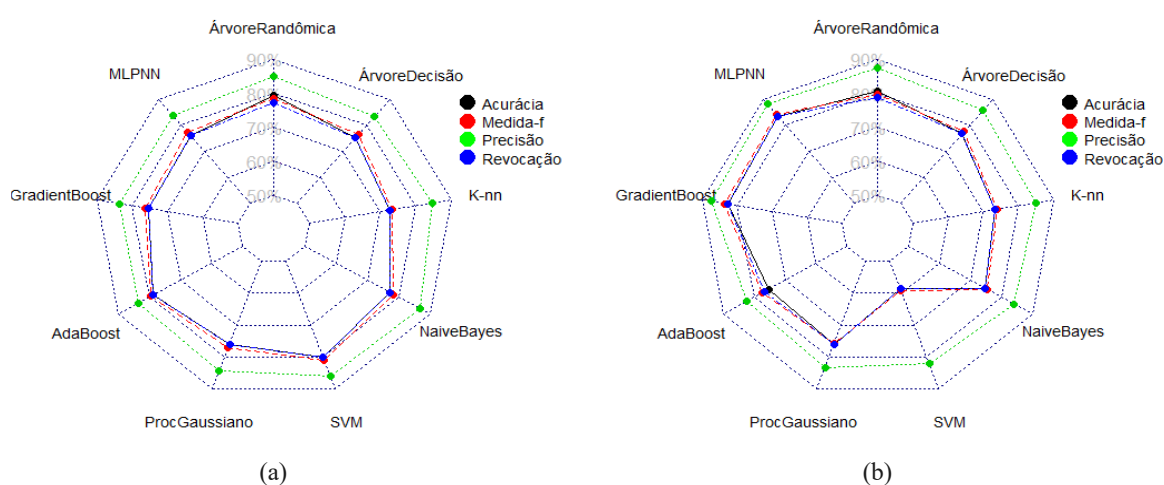 ÁrvoreRandômica
90%
MLPNN
ÁrvoreDecisão
80%
Acurácia
Medida-f
70%
Precisão
60%
Revocação
GradientBoost
50%
K-nn
AdaBoost
NaiveBayes
ProcGaussiano
SVM
(a)
ÁrvoreRandômica
90%
MLPNN
ÁrvoreDecisão
80%
Acurácia
Medida-f
70%
Precisão
60%
Revocação
GradientBoost
50%
K-nn
AdaBoost
NaiveBayes
ProcGaussiano
SVM
(b)